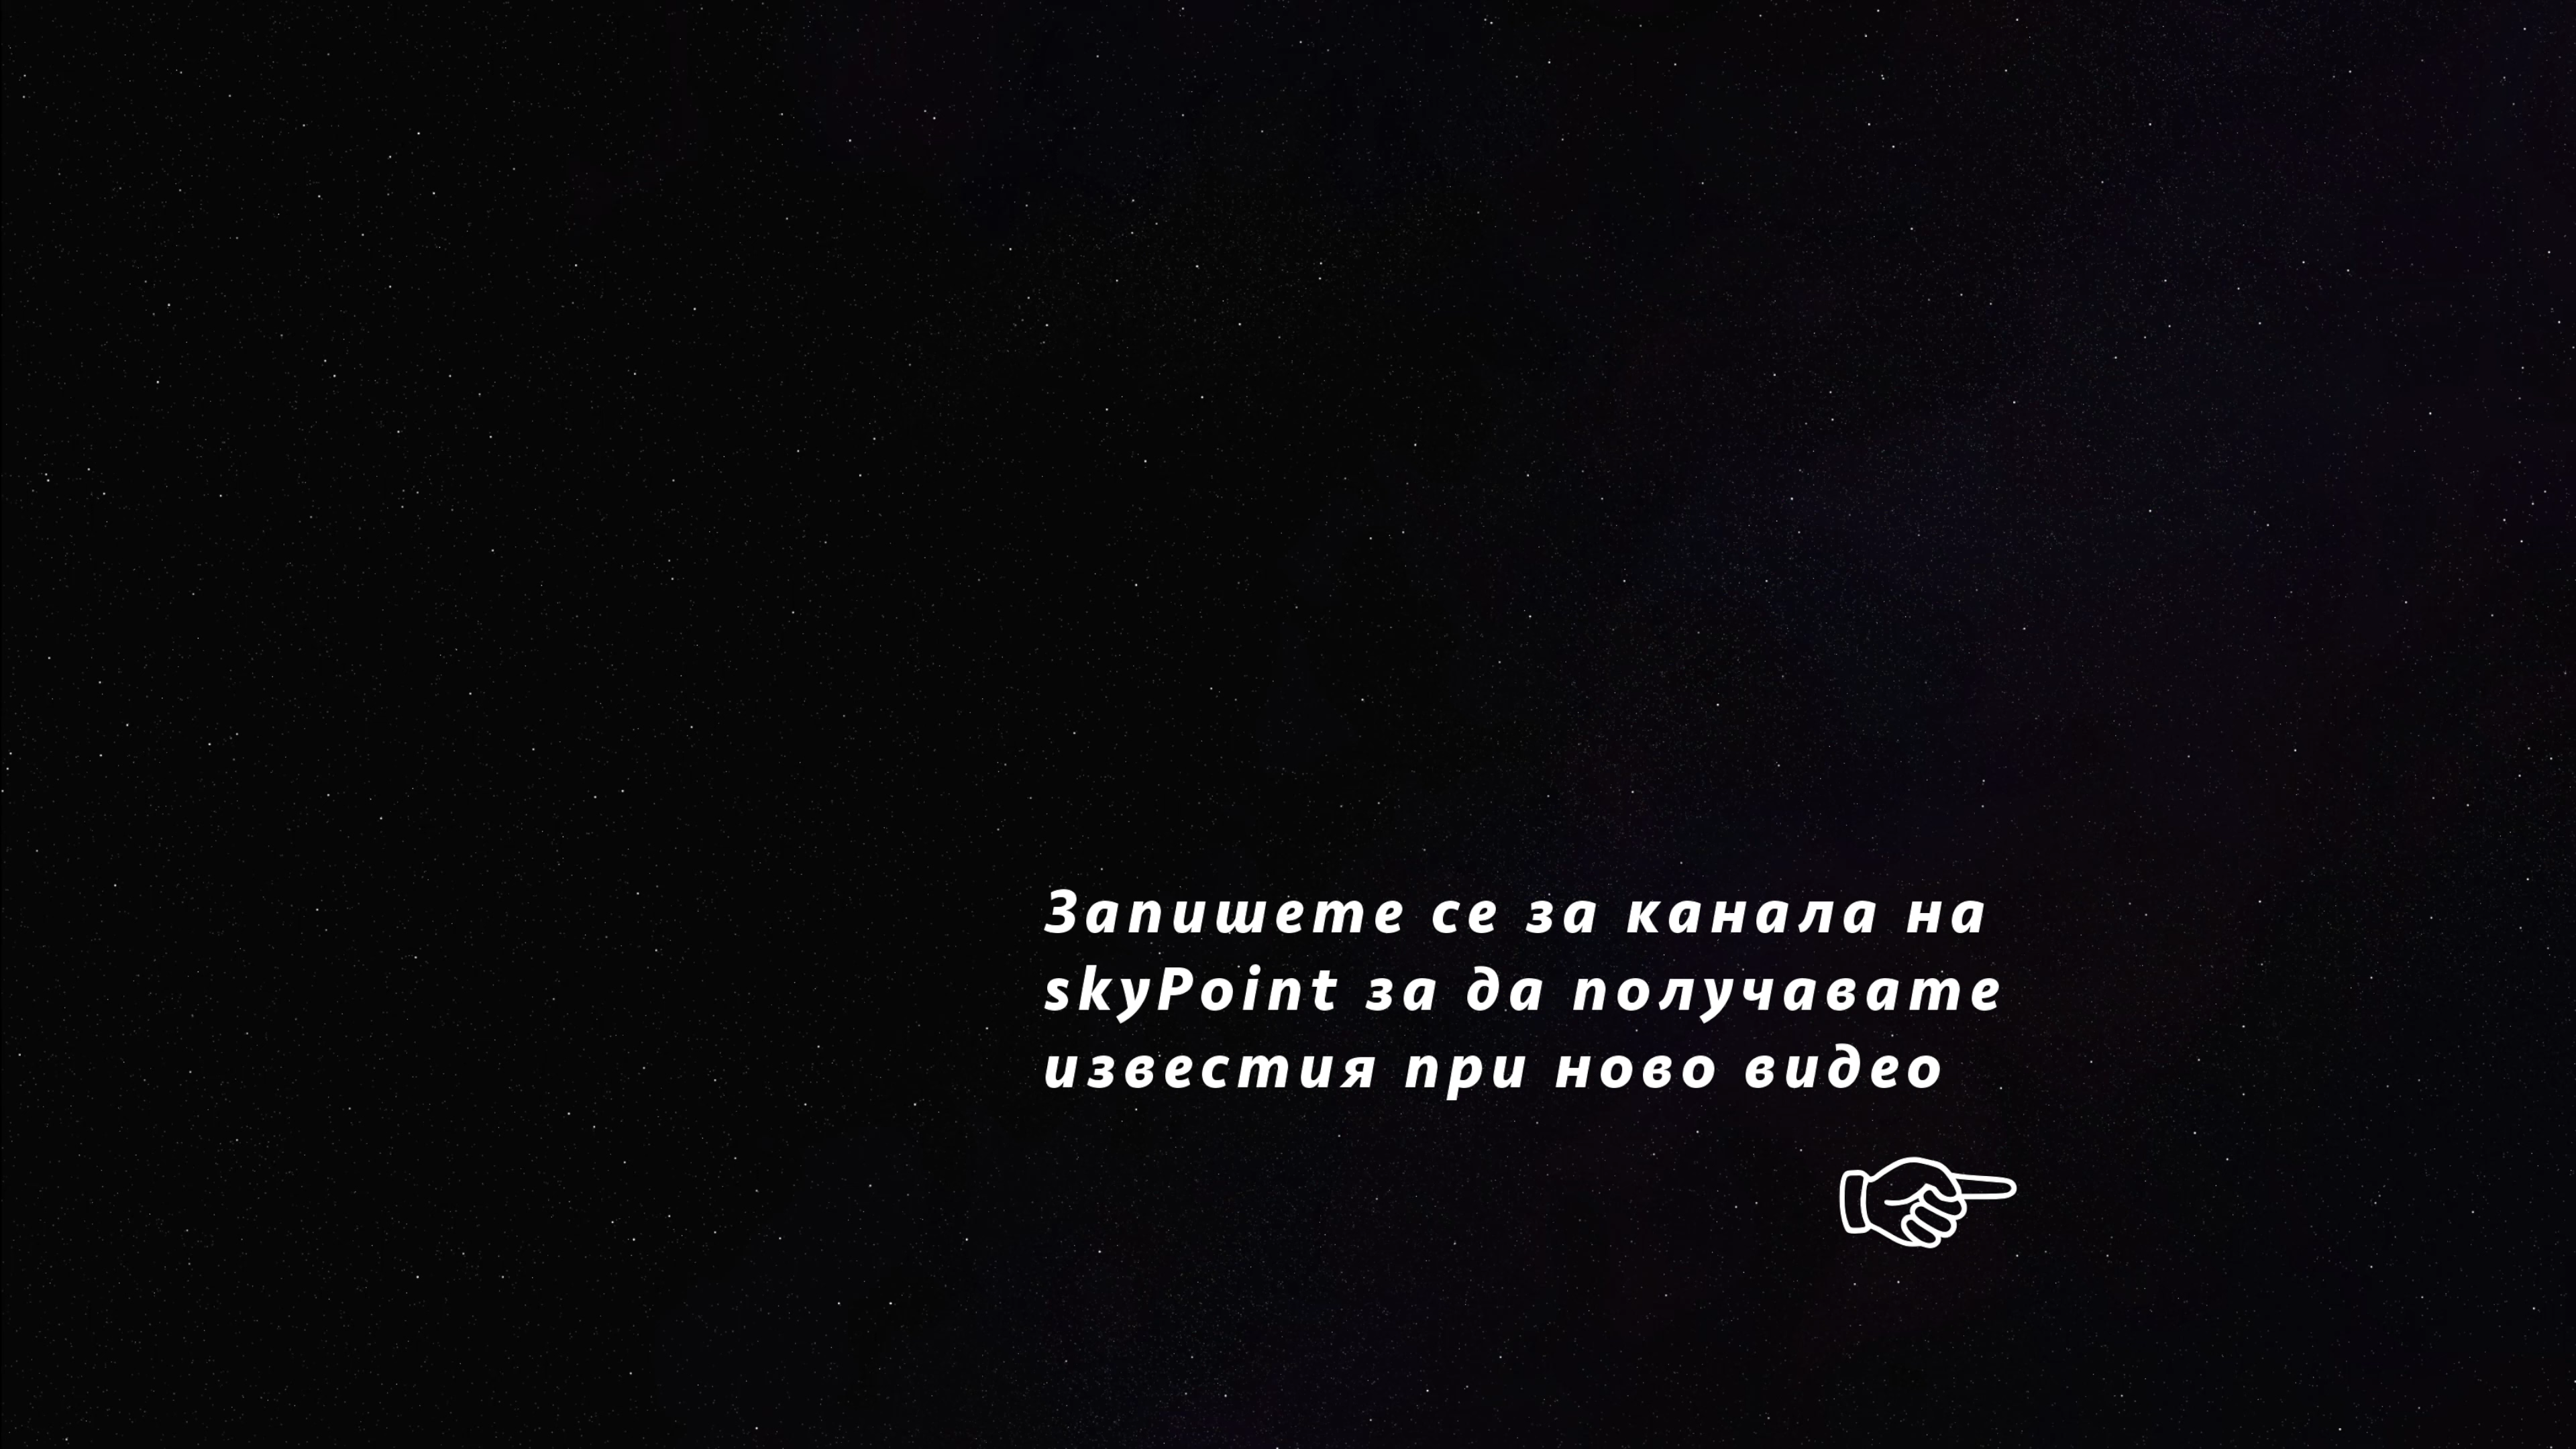 Запишете се за канала на
skyPoint за да получавате
известия при ново видео